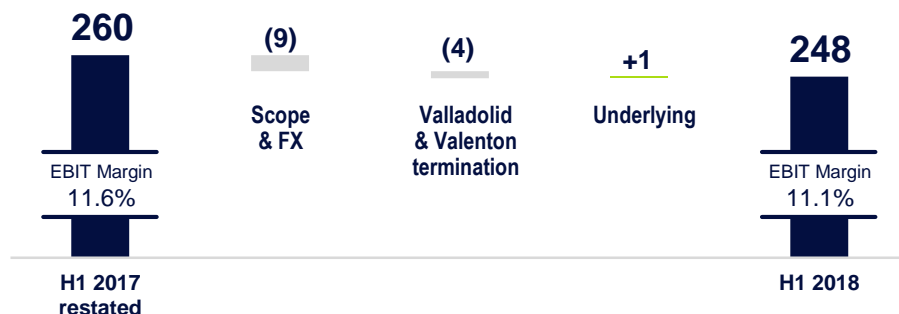 260
(9)
(4)
+1
248
Scope
& FX
Valladolid
& Valenton
termination
Underlying
EBIT Margin
11.6%
EBIT Margin
11.1%
H1 2017
restated
H1 2018